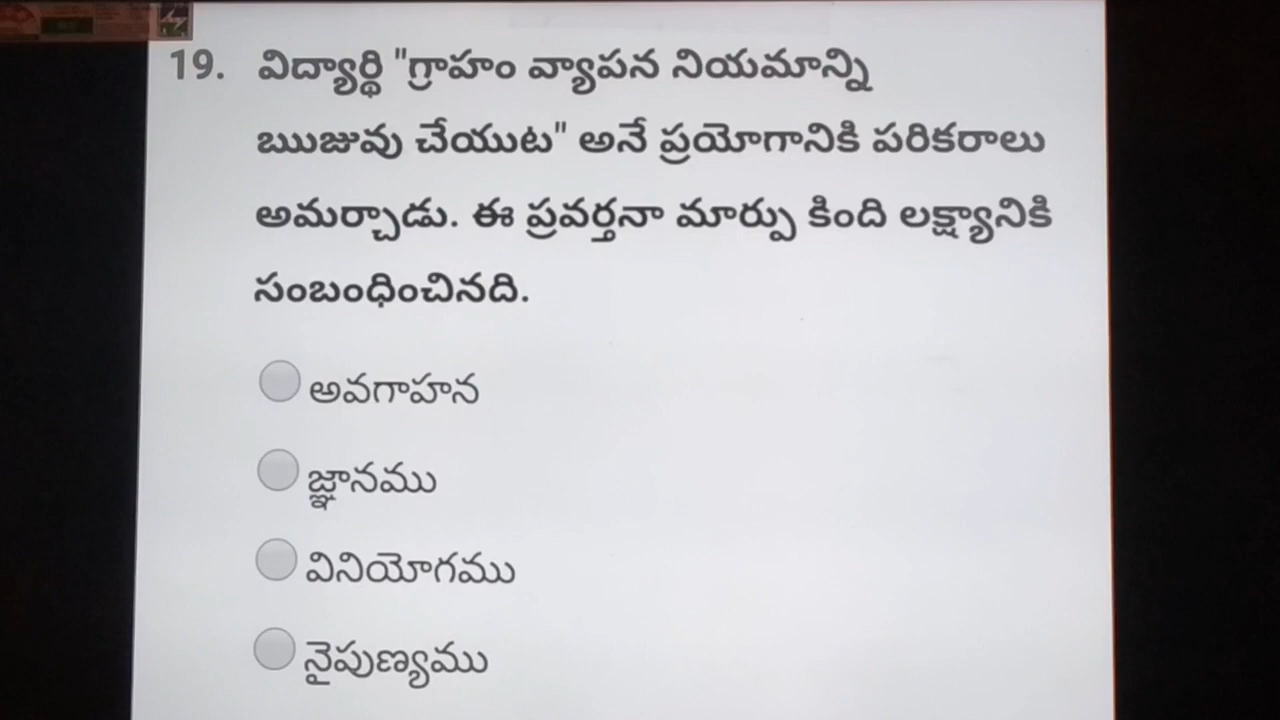 19. విద్యార్థి "గ్రాహం వ్యాపన నియమాన్ని
ఋజువు చేయుట" అనే ప్రయోగానికి పరికరాలు
అమర్చాడు. ఈ ప్రవర్తనా మార్పు కింది లక్ష్యానికి
సంబంధించినది.
అవగాహన
జ్ఞానము
వినియోగము
నైపుణ్యము